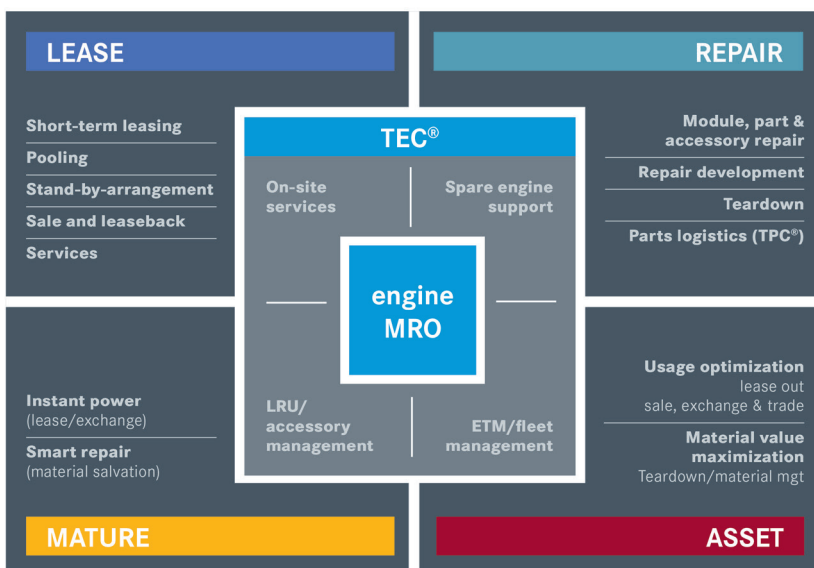 LEASE
Short-term leasing
Pooling
Stand-by-arrangement
Sale and leaseback
Services
REPAIR
Module, part &
accessory repair
Repair development
Teardown
Parts logistics (TPC®)
TEC®
On-site
services
Spare engine
support
engine
MRO
LRU/
accessory
management
ETM/fleet
management
Instant power
(lease/exchange)
Smart repair
(material salvation)
MATURE
Usage optimization
lease out
sale, exchange & trade
Material value
maximization
Teardown/material mgt
ASSET